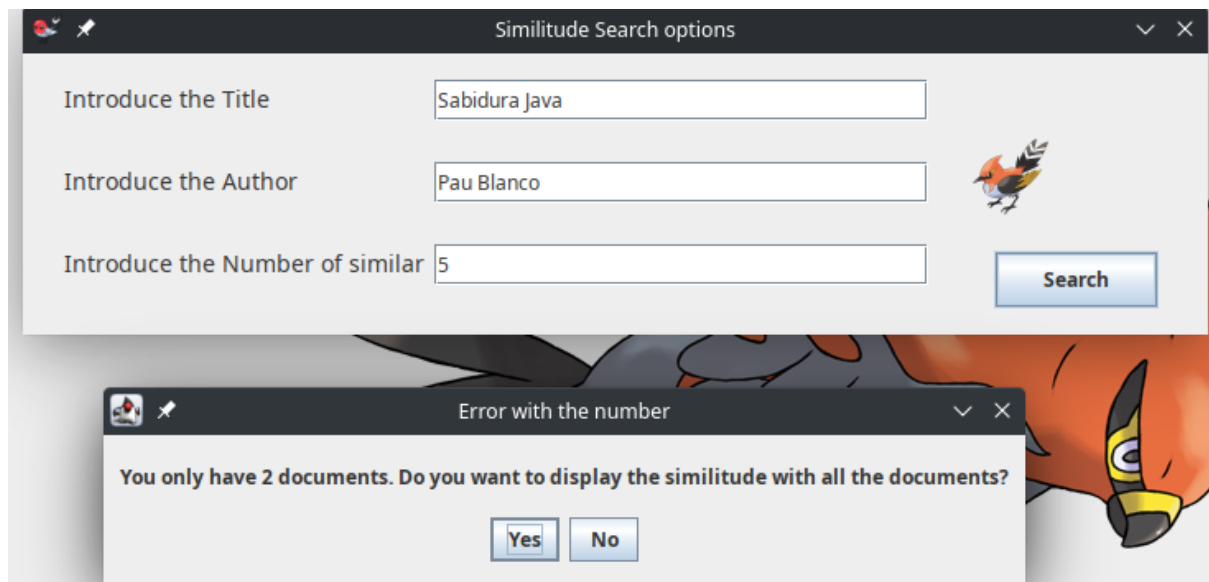 Similitude Search options
Introduce the Title
Sabidura Java
Introduce the Author
Pau Blanco
Introduce the Number of similar
5
Search
Error with the number
You only have 2 documents. Do you want to display the similitude with all the documents?
Yes
No